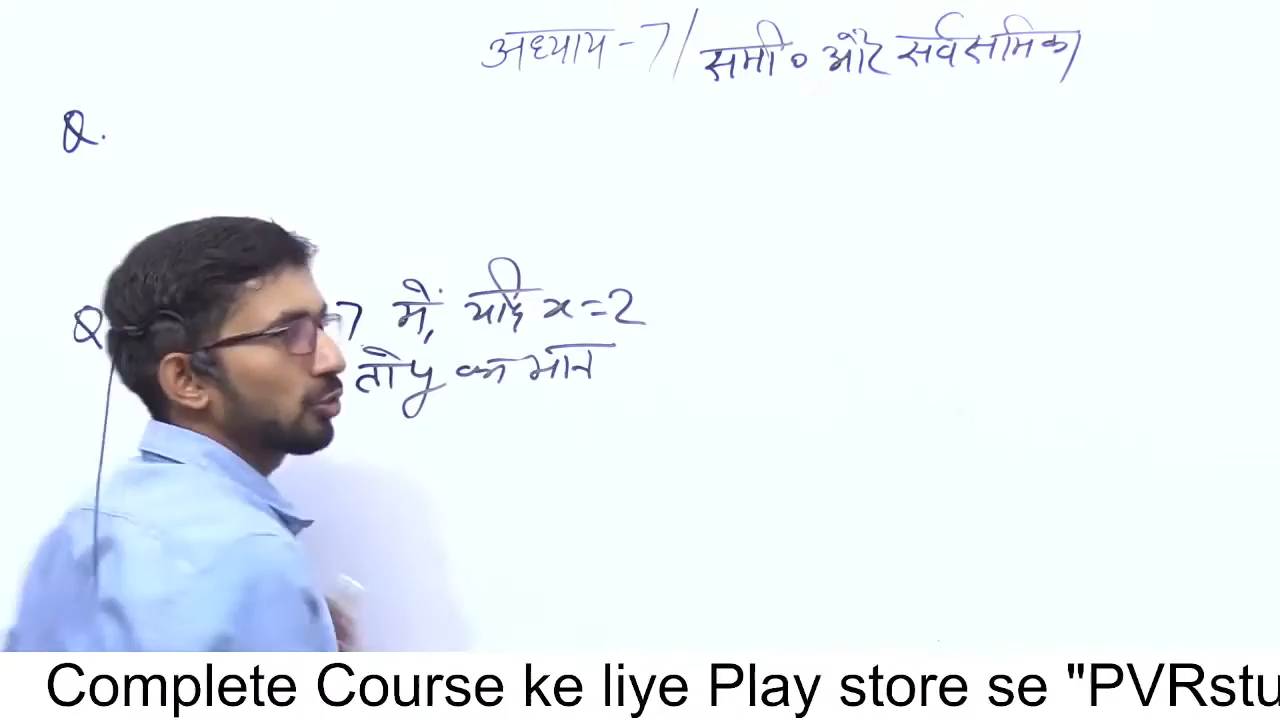 अध्याय - 7/ समी० और सर्वसमिका/
Q.
Q 7 में, यदि x=2
तो y का मान
Complete Course ke liye Play store se "PVRstu